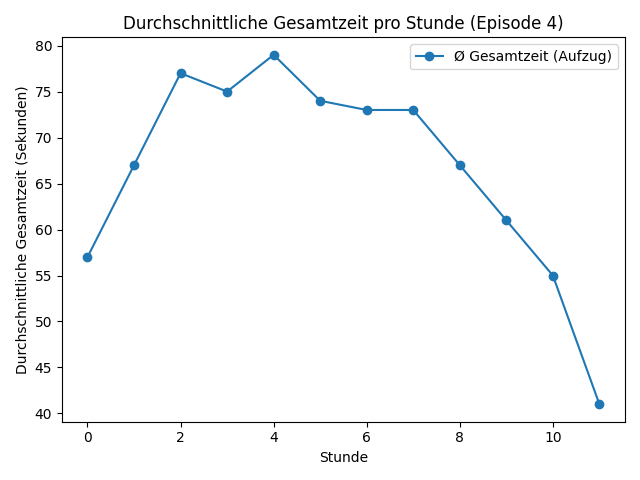 Durchschnittliche Gesamtzeit pro Stunde (Episode 4)
Ø Gesamtzeit (Aufzug)
Durchschnittliche Gesamtzeit (Sekunden)
80
75
70
65
60
55
50
45
40
0 2 4 6 8 10
Stunde